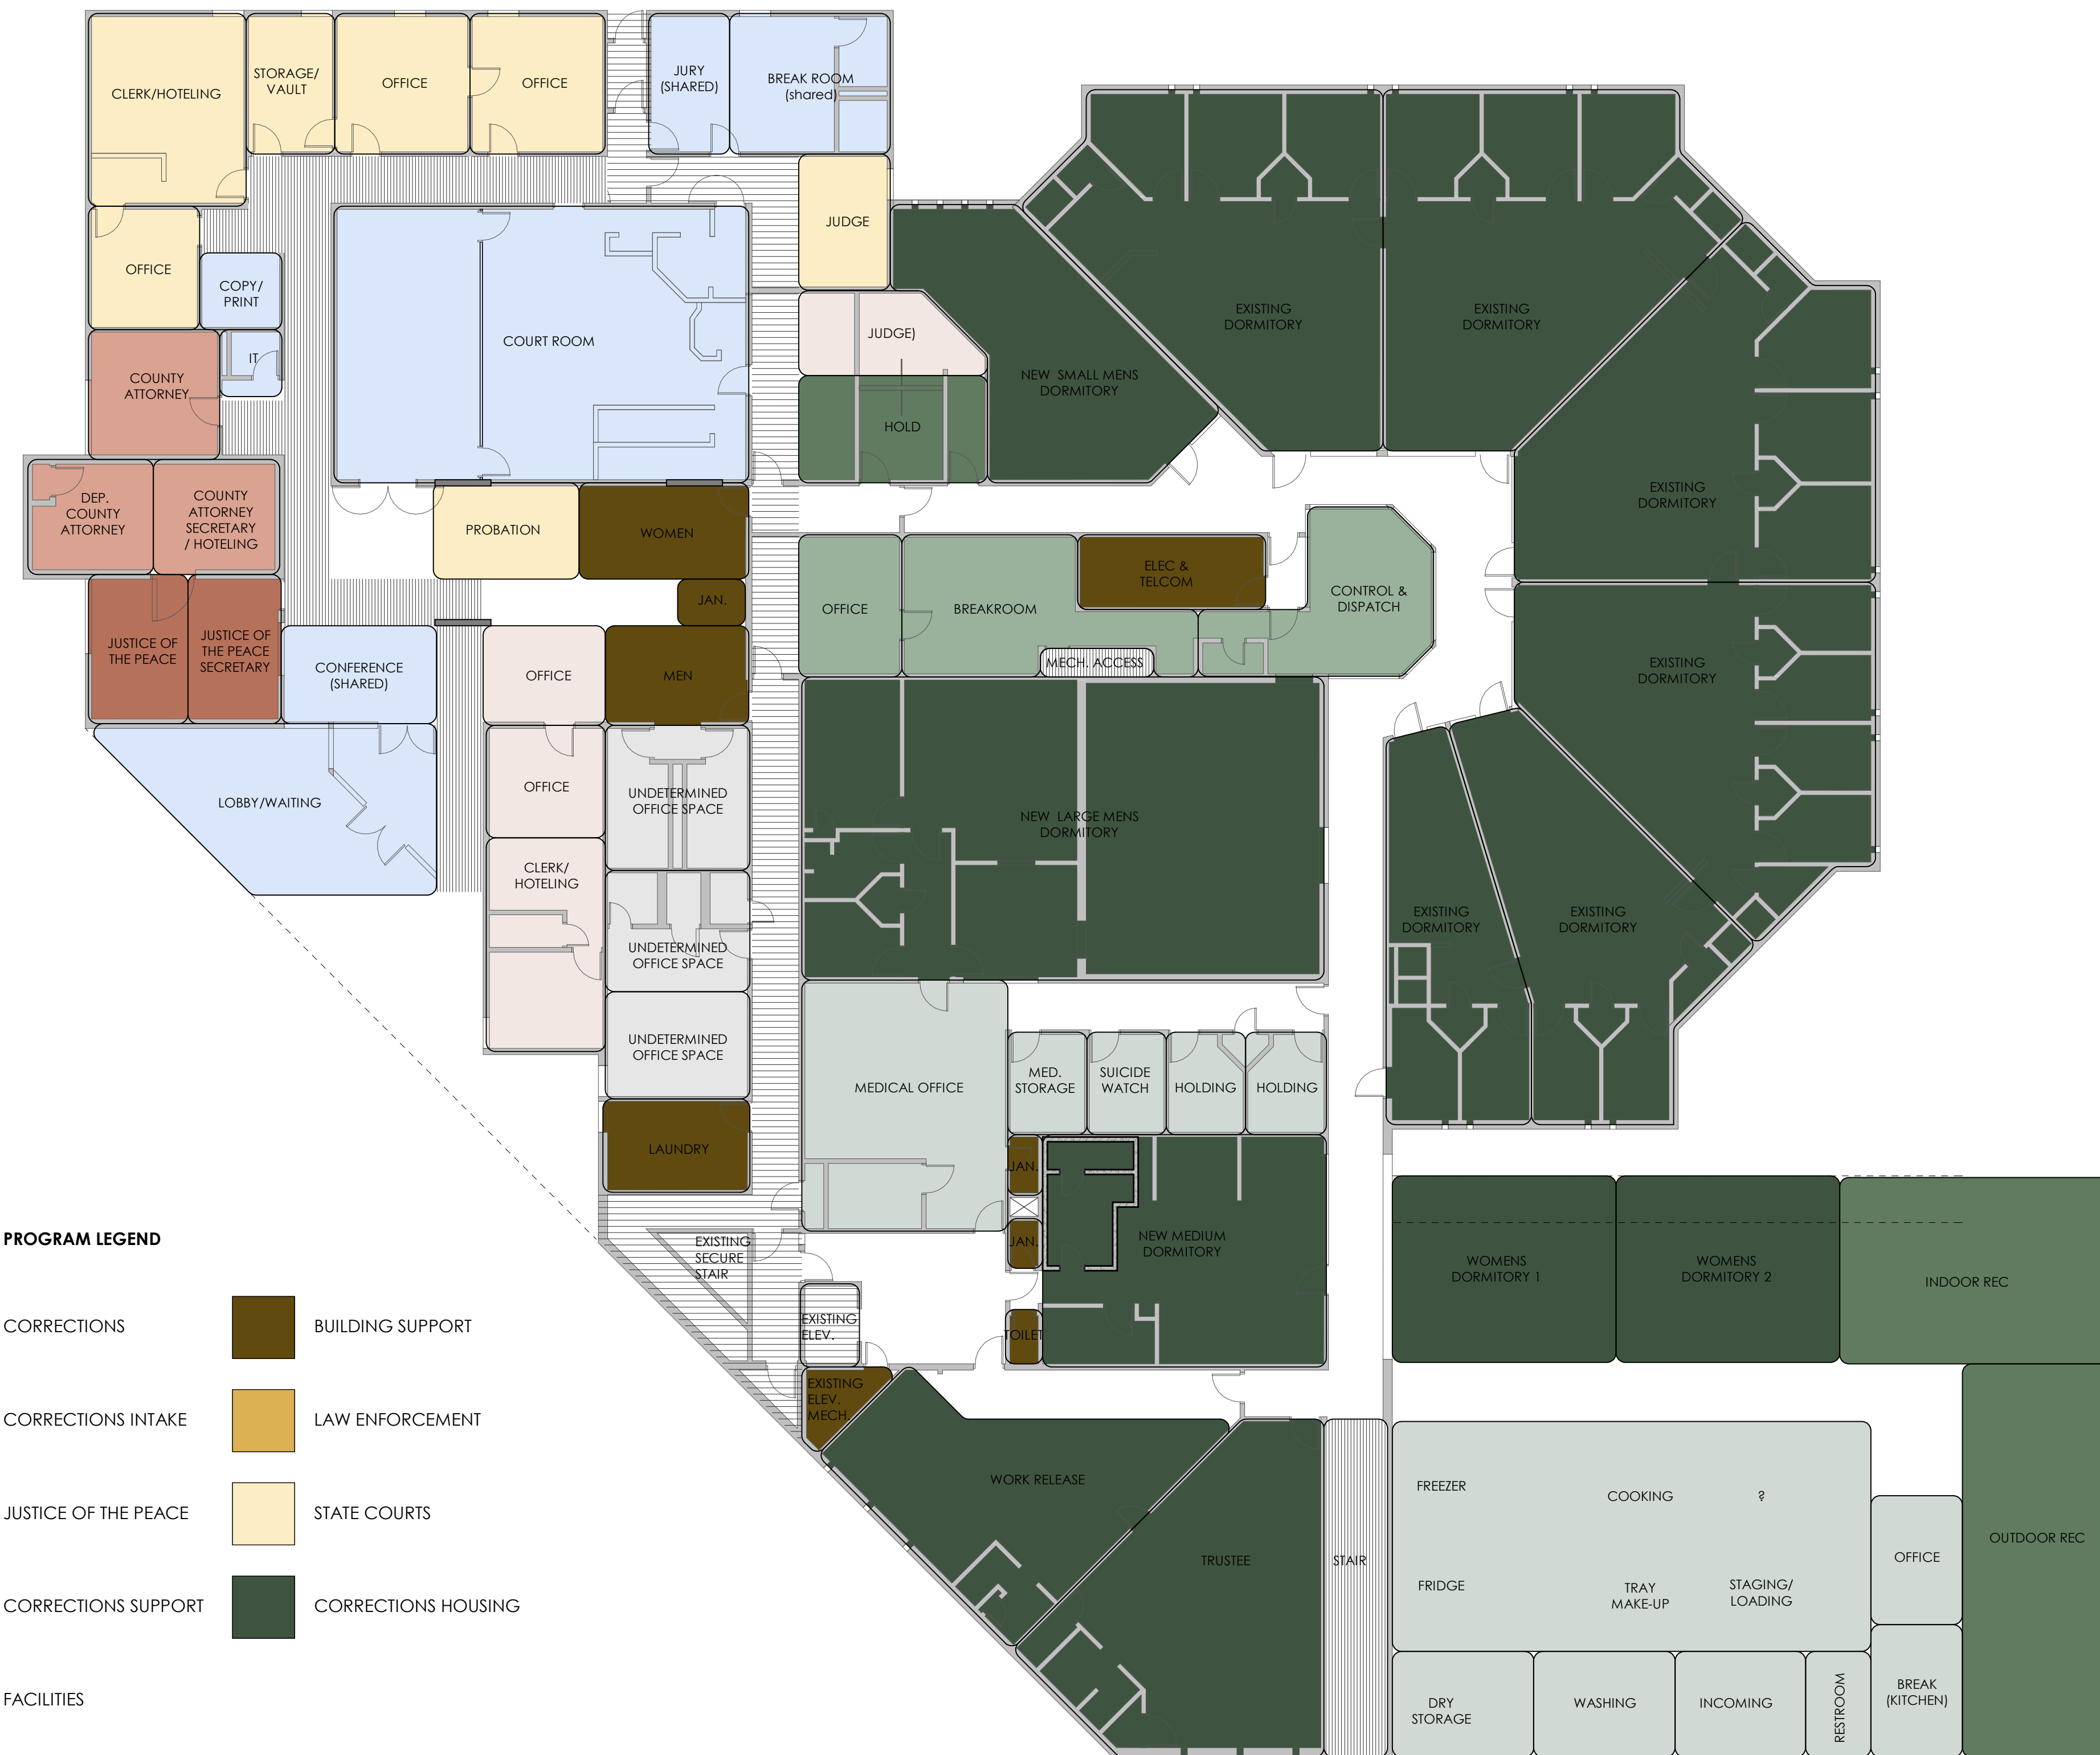 CLERK/HOTELING
STORAGE/
VAULT
OFFICE
OFFICE
JURY
(SHARED)
BREAK ROOM
(shared)
JUDGE
OFFICE
COPY/
PRINT
IT
COURT ROOM
JUDGE)
HOLD
NEW SMALL MENS
DORMITORY
EXISTING
DORMITORY
EXISTING
DORMITORY
COUNTY
ATTORNEY
DEP.
COUNTY
ATTORNEY
COUNTY
ATTORNEY
SECRETARY
/ HOTELING
PROBATION
WOMEN
JAN.
ELEC &
TELCOM
OFFICE
BREAKROOM
CONTROL &
DISPATCH
MECH. ACCESS
EXISTING
DORMITORY
EXISTING
DORMITORY
JUSTICE OF
THE PEACE
JUSTICE OF
THE PEACE
SECRETARY
CONFERENCE
(SHARED)
OFFICE
MEN
LOBBY/WAITING
OFFICE
UNDETERMINED
OFFICE SPACE
NEW LARGE MENS
DORMITORY
CLERK/
HOTELING
UNDETERMINED
OFFICE SPACE
EXISTING
DORMITORY
EXISTING
DORMITORY
UNDETERMINED
OFFICE SPACE
MEDICAL OFFICE
MED.
STORAGE
SUICIDE
WATCH
HOLDING
HOLDING
LAUNDRY
JAN.
JAN.
NEW MEDIUM
DORMITORY
EXISTING
SECURE
STAIR
EXISTING
ELEV.
TOILET
EXISTING
ELEV.
MECH.
WOMENS
DORMITORY 1
WOMENS
DORMITORY 2
INDOOR REC
WORK RELEASE
TRUSTEE
STAIR
FREEZER
COOKING
?
FRIDGE
TRAY
MAKE-UP
STAGING/
LOADING
OFFICE
OUTDOOR REC
DRY
STORAGE
WASHING
INCOMING
RESTROOM
BREAK
(KITCHEN)
PROGRAM LEGEND
CORRECTIONS
BUILDING SUPPORT
CORRECTIONS INTAKE
LAW ENFORCEMENT
JUSTICE OF THE PEACE
STATE COURTS
CORRECTIONS SUPPORT
CORRECTIONS HOUSING
FACILITIES